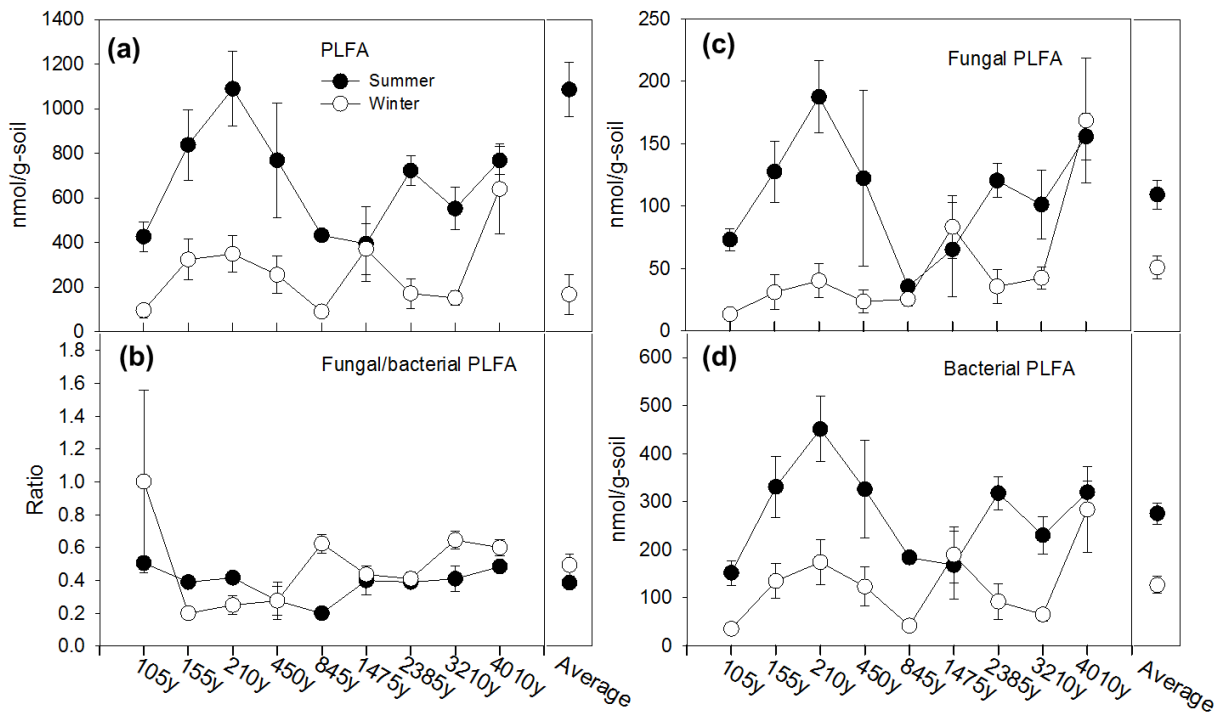 (a)
PLFA
Summer
Winter
nmol/g-soil
1400
1200
1000
800
600
400
200
0
(b)
Fungal/bacterial PLFA
Ratio
1.8
1.6
1.4
1.2
1.0
0.8
0.6
0.4
0.2
0.0
105y 155y 210y 450y 845y 1475y 2385y 3210y 4010y Average
(c)
Fungal PLFA
nmol/g-soil
250
200
150
100
50
0
(d)
Bacterial PLFA
nmol/g-soil
600
500
400
300
200
100
0
105y 155y 210y 450y 845y 1475y 2385y 3210y 4010y Average